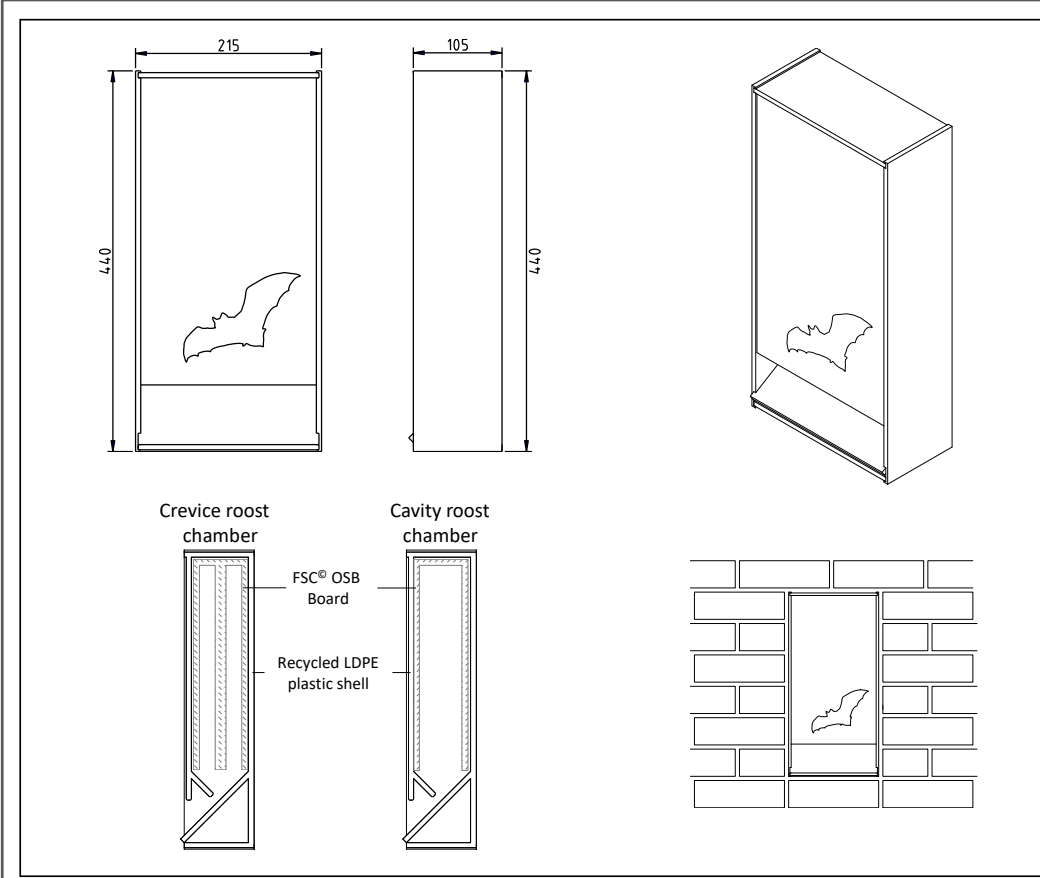 215
105
440
440
Crevice roost
chamber
Cavity roost
chamber
FSC© OSB
Board
Recycled LDPE
plastic shell